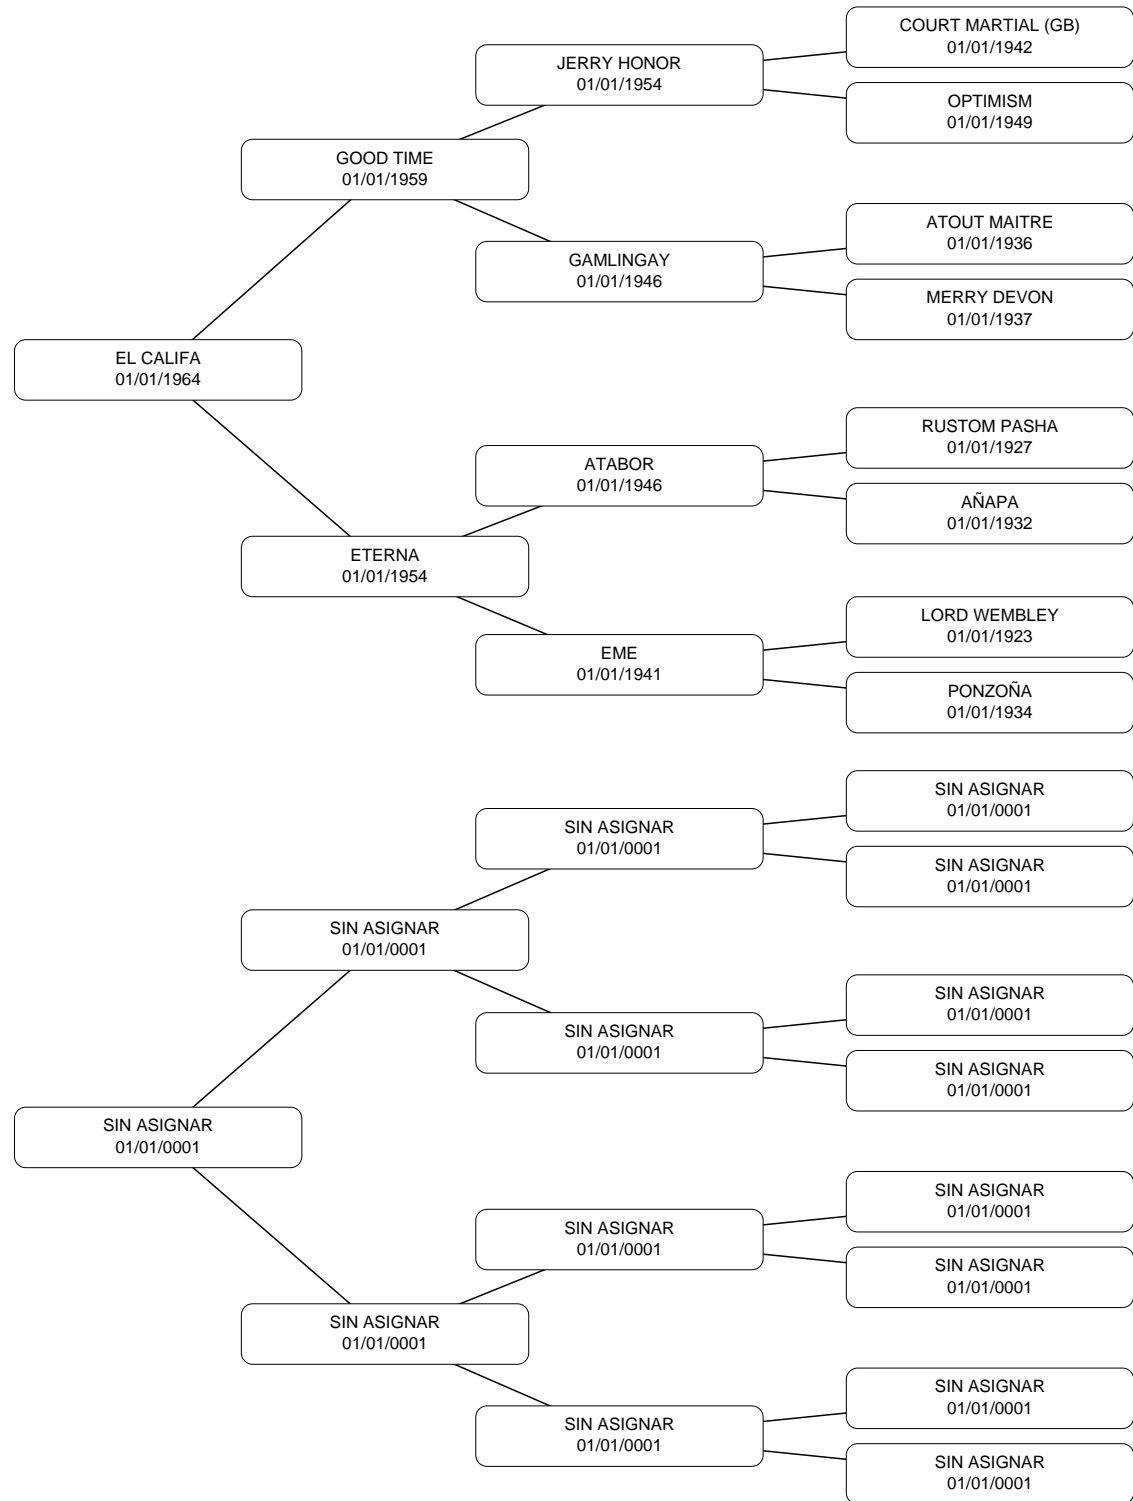 COURT MARTIAL (GB)
01/01/1942
JERRY HONOR
01/01/1954
OPTIMISM
01/01/1949
GOOD TIME
01/01/1959
ATOUT MAITRE
01/01/1936
GAMLINGAY
01/01/1946
MERRY DEVON
01/01/1937
EL CALIFA
01/01/1964
RUSTOM PASHA
01/01/1927
ATABOR
01/01/1946
AÑAPA
01/01/1932
ETERNA
01/01/1954
LORD WEMBLEY
01/01/1923
EME
01/01/1941
PONZOÑA
01/01/1934
SIN ASIGNAR
01/01/0001
SIN ASIGNAR
01/01/0001
SIN ASIGNAR
01/01/0001
SIN ASIGNAR
01/01/0001
SIN ASIGNAR
01/01/0001
SIN ASIGNAR
01/01/0001
SIN ASIGNAR
01/01/0001
SIN ASIGNAR
01/01/0001
SIN ASIGNAR
01/01/0001
SIN ASIGNAR
01/01/0001
SIN ASIGNAR
01/01/0001
SIN ASIGNAR
01/01/0001
SIN ASIGNAR
01/01/0001
SIN ASIGNAR
01/01/0001
SIN ASIGNAR
01/01/0001